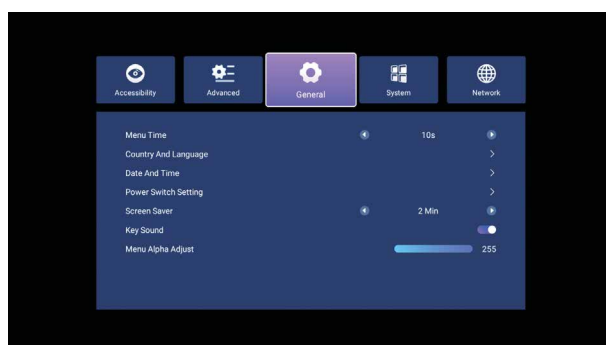 Accessibility
Advanced
General
System
Network
Menu Time 10s
Country And Language
Date And Time
Power Switch Setting
Screen Saver 2 Min
Key Sound
Menu Alpha Adjust 255